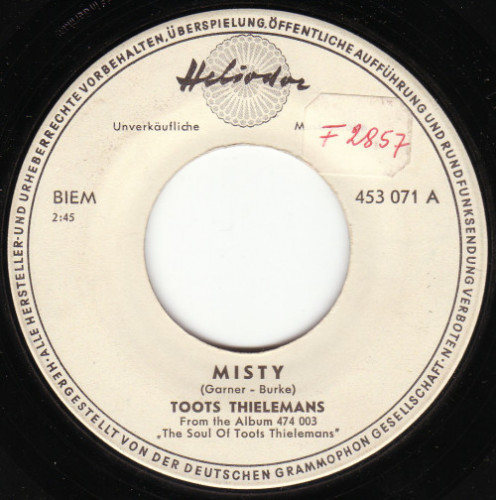 ALLE HERSTELLER- UND URHEBERRECHTE VORBEHALTEN, ÜBERSPIELUNG, ÖFFENTLICHE AUFFÜHRUNG UND RUNDFUNKSENDUNG VERBOTEN.
Heliodor
Unverkäufliche M
F 2857
BIEM 453 071 A
2:45
MISTY
(Garner - Burke)
TOOTS THIELEMANS
From the Album 474 003
„The Soul Of Toots Thielemans"
HERGESTELLT VON DER DEUTSCHEN GRAMMOPHON GESELLSCHAFT·